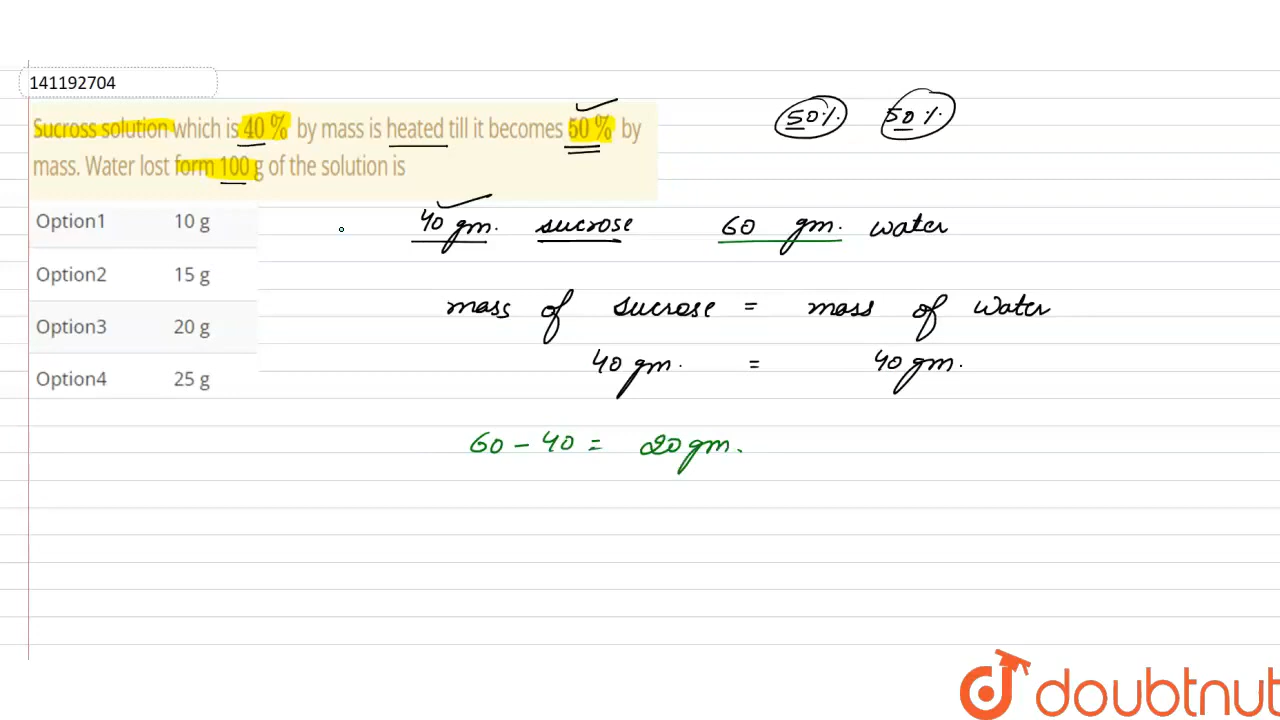 141192704
Sucross solution which is 40 % by mass is heated till it becomes 50 % by
mass. Water lost form 100 g of the solution is
50% 50%
Option1 10 g
Option2 15 g
Option3 20 g
Option4 25 g
40 gm. sucrose 60 gm. water
mass of sucrose = mass of water
40 gm. = 40 gm.
60 - 40 = 20 gm.
doubtnut